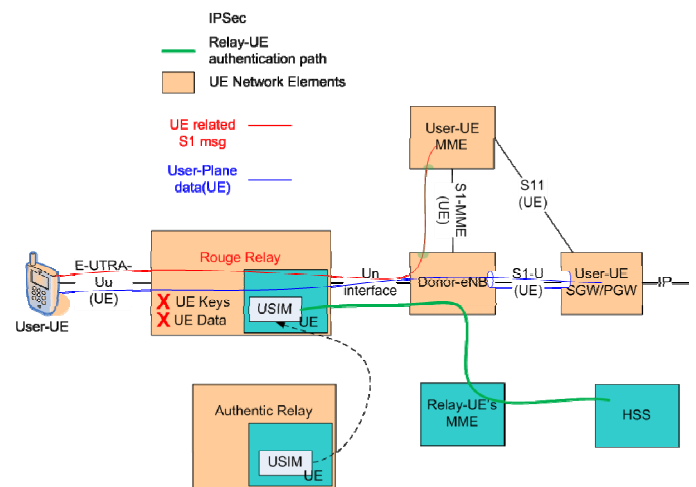 IPSec
Relay-UE
authentication path
UE Network Elements
UE related
S1 msg
User-Plane
data(UE)
User-UE
MME
S1-MME
(UE)
S11
(UE)
E-UTRA-
Uu
(UE)
User-UE
Rouge Relay
X UE Keys
X UE Data
USIM
UE
Un
interface
Donor-eNB
S1-U
(UE)
User-UE
SGW/PGW
IP
Authentic Relay
USIM
UE
Relay-UE's
MME
HSS